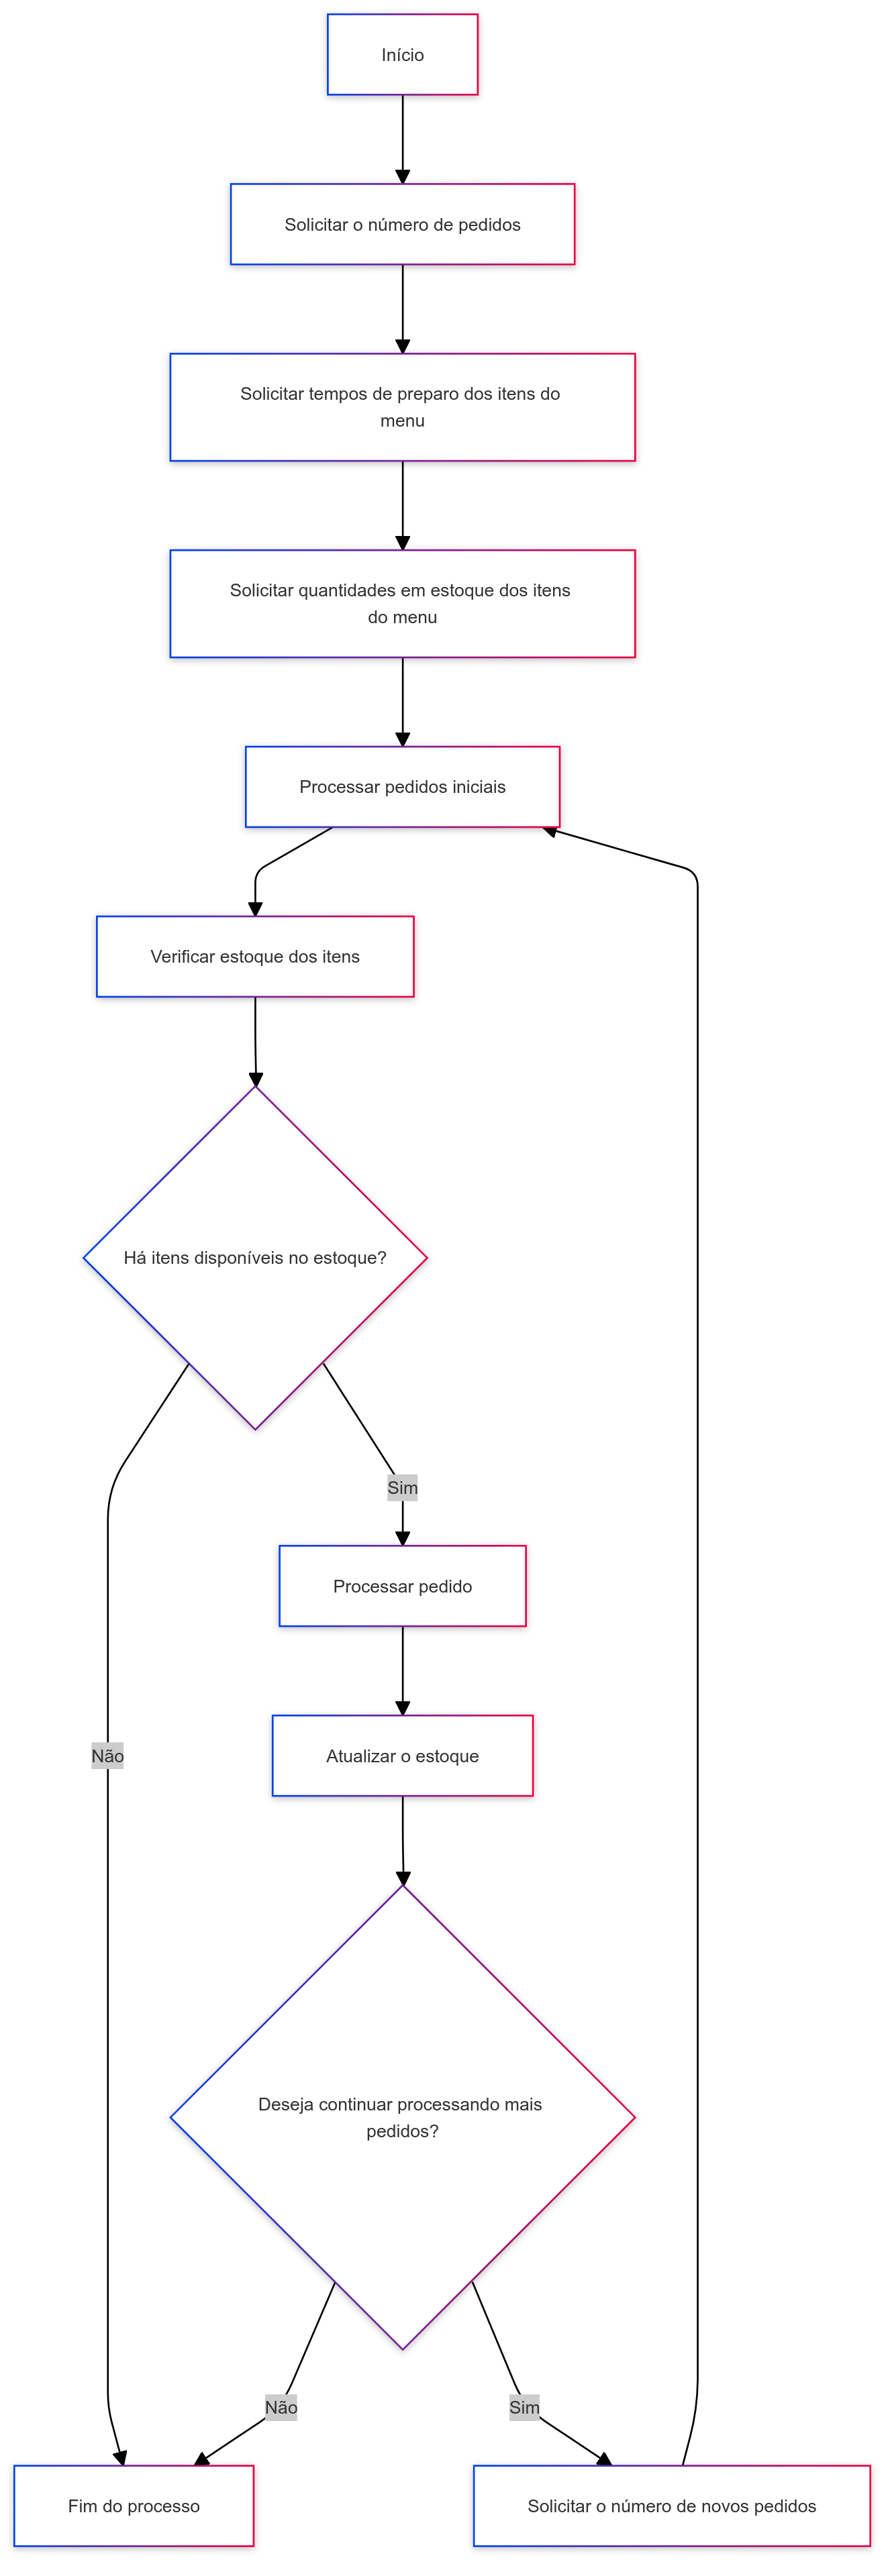 Início
Solicitar o número de pedidos
Solicitar tempos de preparo dos itens do
menu
Solicitar quantidades em estoque dos itens
do menu
Processar pedidos iniciais
Verificar estoque dos itens
Há itens disponíveis no estoque?
Sim
Processar pedido
Não
Atualizar o estoque
Deseja continuar processando mais
pedidos?
Não
Sim
Fim do processo
Solicitar o número de novos pedidos